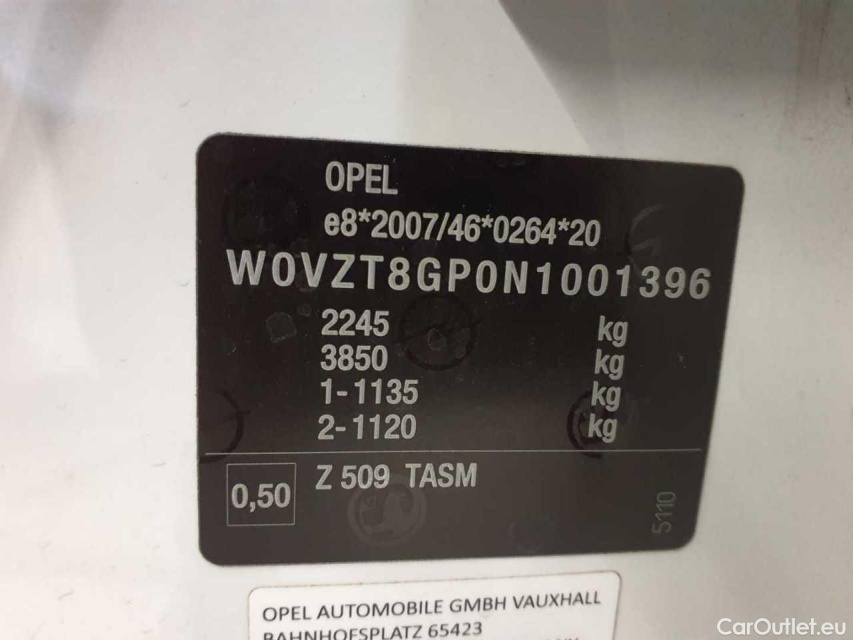 OPEL
e8*2007/46*0264*20
W0VZT8GP0N1001396
2245 kg
3850 kg
1-1135 kg
2-1120 kg
0,50 Z 509 TASM
5110
OPEL AUTOMOBILE GMBH VAUXHALL
BAHNHOFSPLATZ 65423
CarOutlet.eu